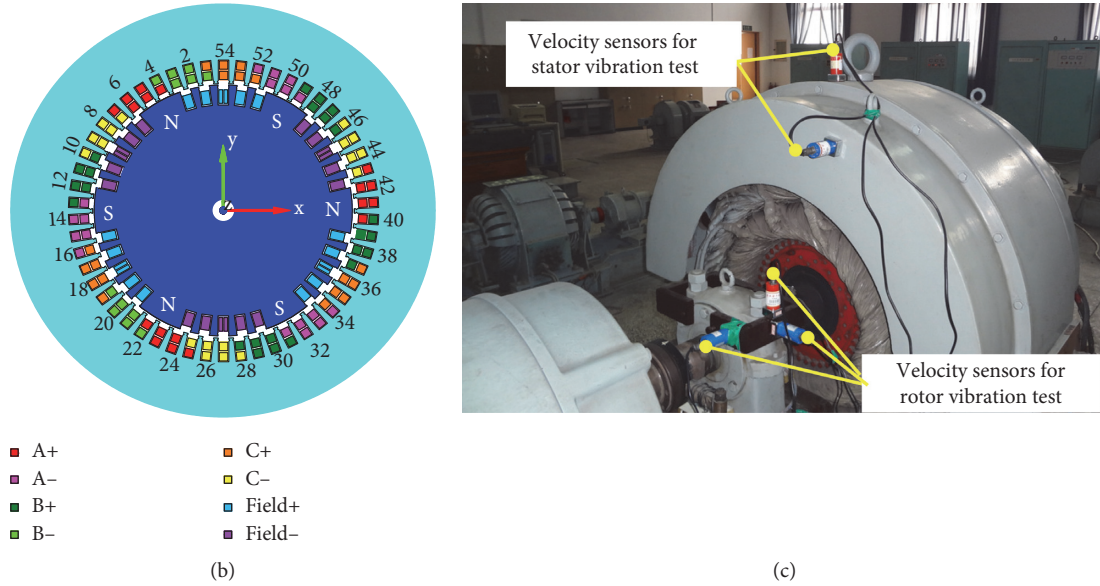 2
54
52
50
48
46
44
42
40
38
36
34
32
30
28
26
24
22
20
18
16
14
12
10
8
6
4
N
S
N
S
N
S
y
x
A+
A–
B+
B–
C+
C–
Field+
Field–
(b)
Velocity sensors for
stator vibration test
Velocity sensors for
rotor vibration test
(c)